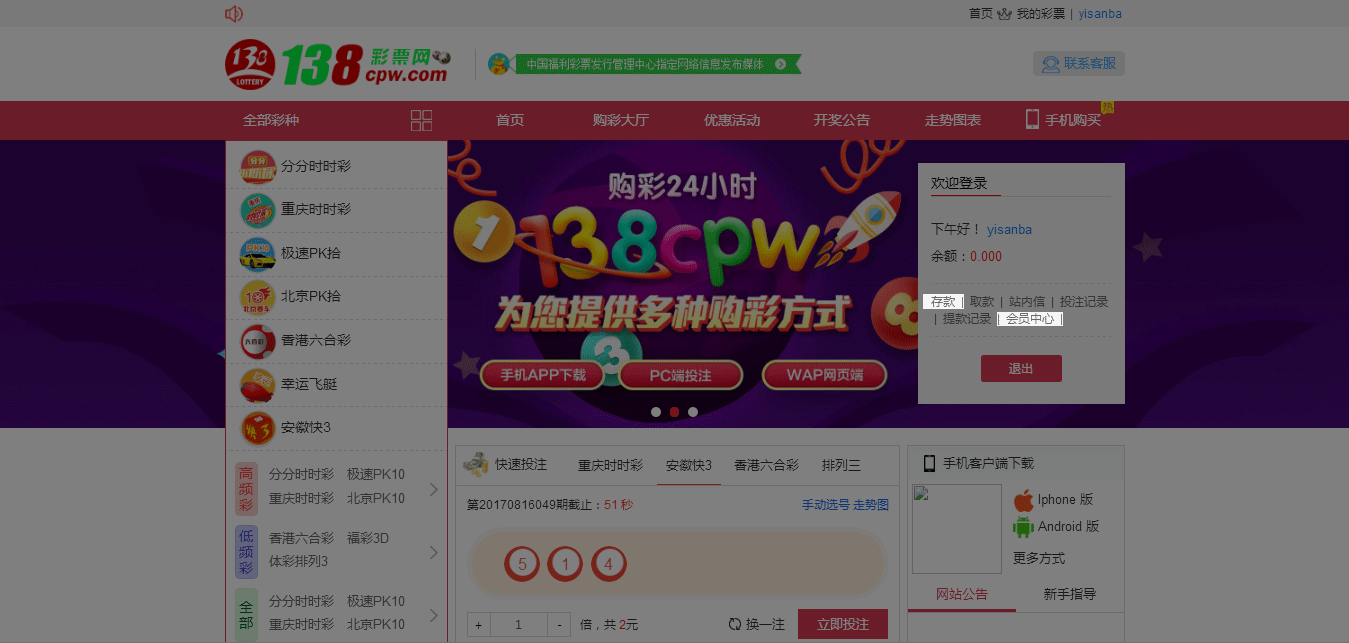 首页 我的彩票 | yisanba
138 LOTTERY 138彩票网 cpw.com
中国福利彩票发行管理中心指定网络信息发布媒体
联系客服
全部彩种 首页 购彩大厅 优惠活动 开奖公告 走势图表 手机购买 热
分分时时彩
重庆时时彩
极速PK拾
北京PK拾
香港六合彩
幸运飞艇
安徽快3
高频彩
分分时时彩 极速PK10
重庆时时彩 北京PK10
低频彩
香港六合彩 福彩3D
体彩排列3
全部
分分时时彩 极速PK10
重庆时时彩 北京PK10
购彩24小时
1 138cpw
为您提供多种购彩方式
8
3
手机APP下载 PC端投注 WAP网页端
欢迎登录
下午好！ yisanba
余额：0.000
存款 | 取款 | 站内信 | 投注记录
| 提款记录 | 会员中心 |
退出
快速投注 重庆时时彩 安徽快3 香港六合彩 排列三
第20170816049期截止：51 秒 手动选号 走势图
5 1 4
+ 1 - 倍，共 2元 换一注 立即投注
手机客户端下载
Iphone 版
Android 版
更多方式
网站公告 新手指导